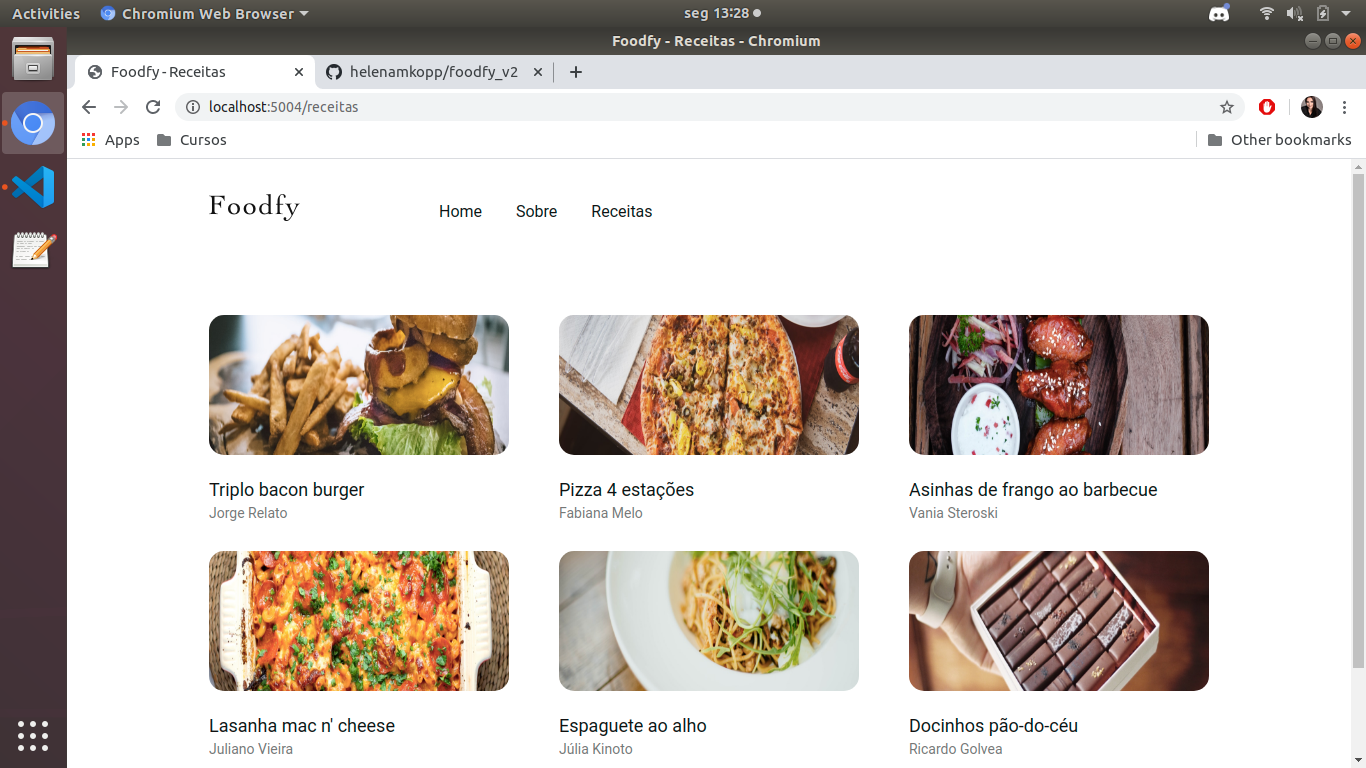 Activities Chromium Web Browser seg 13:28
Foodfy - Receitas - Chromium
Foodfy - Receitas helenamkopp/foodfy_v2
localhost:5004/receitas
Apps Cursos Other bookmarks
Foodfy Home Sobre Receitas
Triplo bacon burger Pizza 4 estações Asinhas de frango ao barbecue
Jorge Relato Fabiana Melo Vania Steroski
Lasanha mac n' cheese Espaguete ao alho Docinhos pão-do-céu
Juliano Vieira Júlia Kinoto Ricardo Golvea